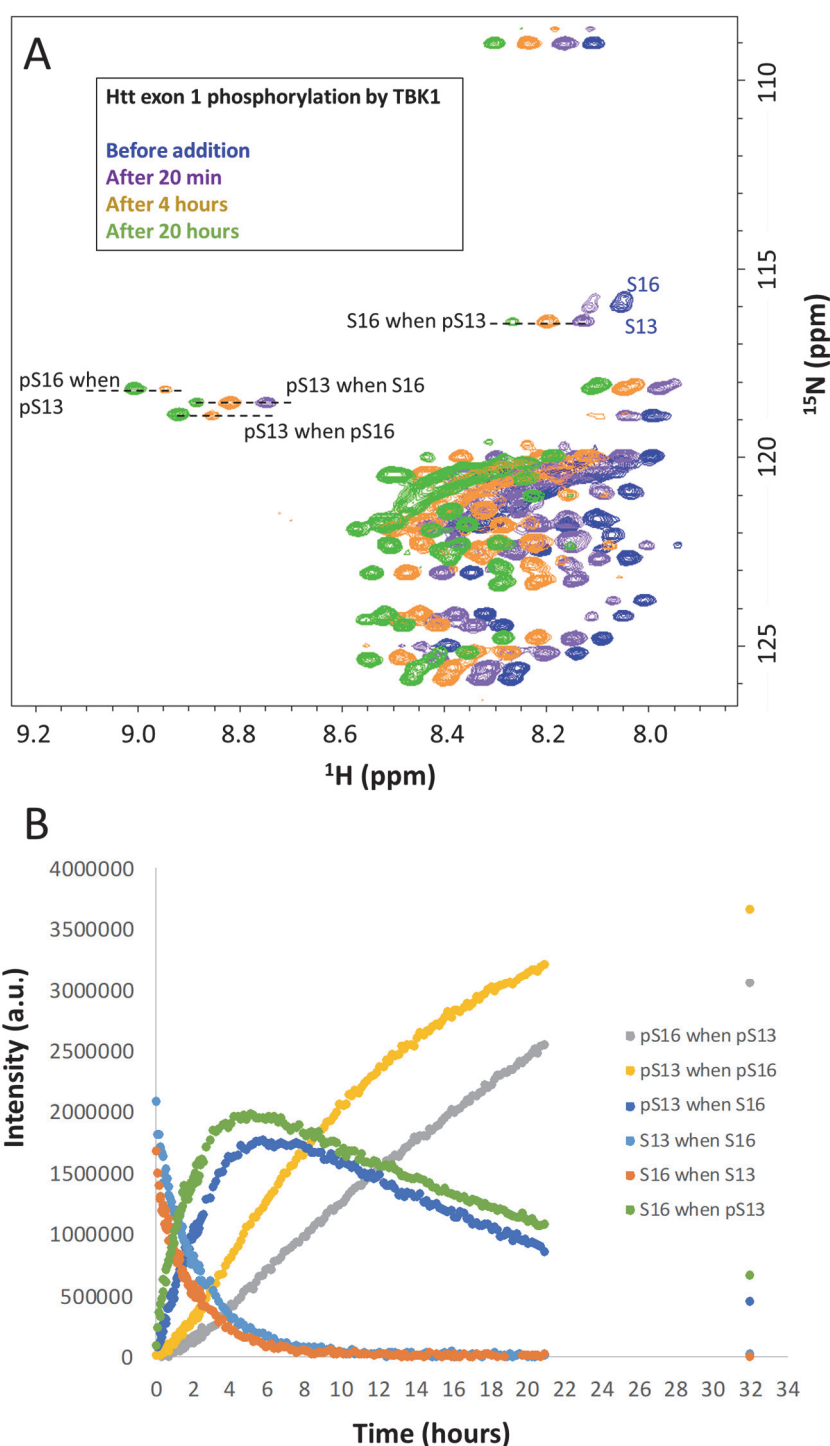 A
Htt exon 1 phosphorylation by TBK1
Before addition
After 20 min
After 4 hours
After 20 hours
110
115
120
125
15N (ppm)
S16
S13
S16 when pS13
pS16 when
pS13
pS13 when S16
pS13 when pS16
9.2 9.0 8.8 8.6 8.4 8.2 8.0
1H (ppm)
B
4000000
3500000
3000000
2500000
2000000
1500000
1000000
500000
0
Intensity (a.u.)
pS16 when pS13
pS13 when pS16
pS13 when S16
S13 when S16
S16 when S13
S16 when pS13
0 2 4 6 8 10 12 14 16 18 20 22 24 26 28 30 32 34
Time (hours)